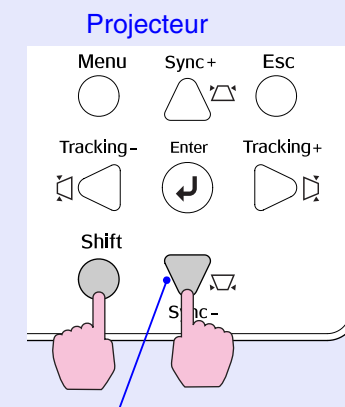 Projecteur
Menu Sync+ Esc
Tracking- Enter Tracking+
Shift
Sync-